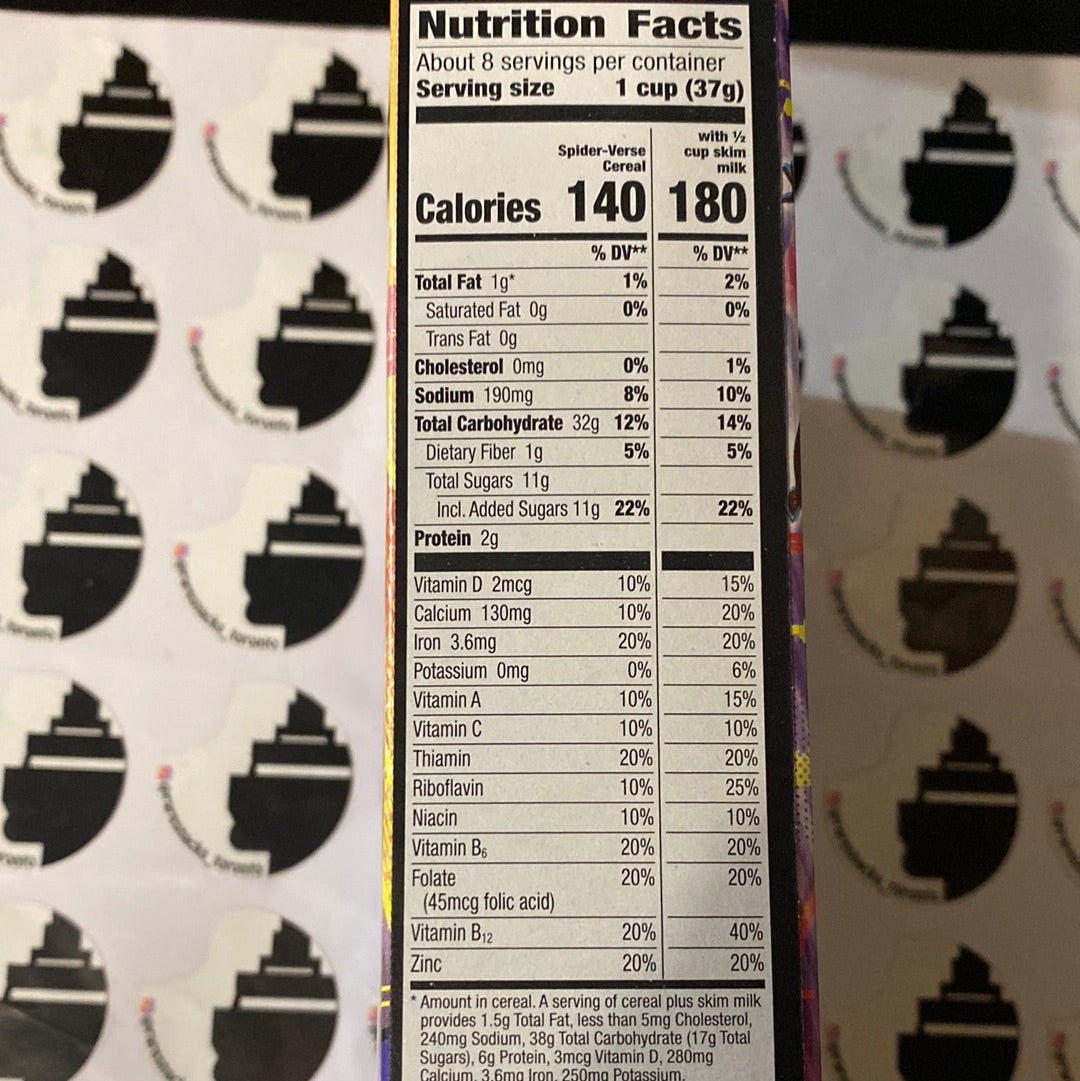 Nutrition Facts
About 8 servings per container
Serving size 1 cup (37g)
Spider-Verse Cereal with ½ cup skim milk
Calories 140 180
% DV** % DV**
Total Fat 1g* 1% 2%
Saturated Fat 0g 0% 0%
Trans Fat 0g
Cholesterol 0mg 0% 1%
Sodium 190mg 8% 10%
Total Carbohydrate 32g 12% 14%
Dietary Fiber 1g 5% 5%
Total Sugars 11g
Incl. Added Sugars 11g 22% 22%
Protein 2g
Vitamin D 2mcg 10% 15%
Calcium 130mg 10% 20%
Iron 3.6mg 20% 20%
Potassium 0mg 0% 6%
Vitamin A 10% 15%
Vitamin C 10% 10%
Thiamin 20% 20%
Riboflavin 10% 25%
Niacin 10% 10%
Vitamin B6 20% 20%
Folate 20% 20%
(45mcg folic acid)
Vitamin B12 20% 40%
Zinc 20% 20%
* Amount in cereal. A serving of cereal plus skim milk
provides 1.5g Total Fat, less than 5mg Cholesterol,
240mg Sodium, 38g Total Carbohydrate (17g Total
Sugars), 6g Protein, 3mcg Vitamin D, 280mg
Calcium, 3.6mg Iron, 250mg Potassium.